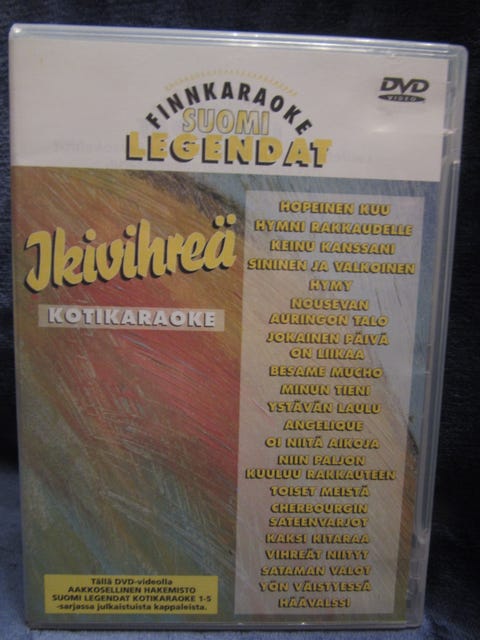 FINNKARAOKE
SUOMI
LEGENDAT
DVD
VIDEO
Ikivihreä
KOTIKARAOKE
HOPEINEN KUU
HYMNI RAKKAUDELLE
KEINU KANSSANI
SININEN JA VALKOINEN
HYMY
NOUSEVAN
AURINGON TALO
JOKAINEN PÄIVÄ
ON LIIKAA
BESAME MUCHO
MINUN TIENI
YSTÄVÄN LAULU
ANGELIQUE
OI NIITÄ AIKOJA
NIIN PALJON
KUULUU RAKKAUTEEN
TOISET MEISTÄ
CHERBOURGIN
SATEENVARJOT
KAKSI KITARAA
VIHREÄT NIITYT
SATAMAN VALOT
YÖN VÄISTYESSÄ
HÄÄVALSSI
Tällä DVD-videolla
AAKKOSELLINEN HAKEMISTO
SUOMI LEGENDAT KOTIKARAOKE 1-5
-sarjassa julkaistuista kappaleista.